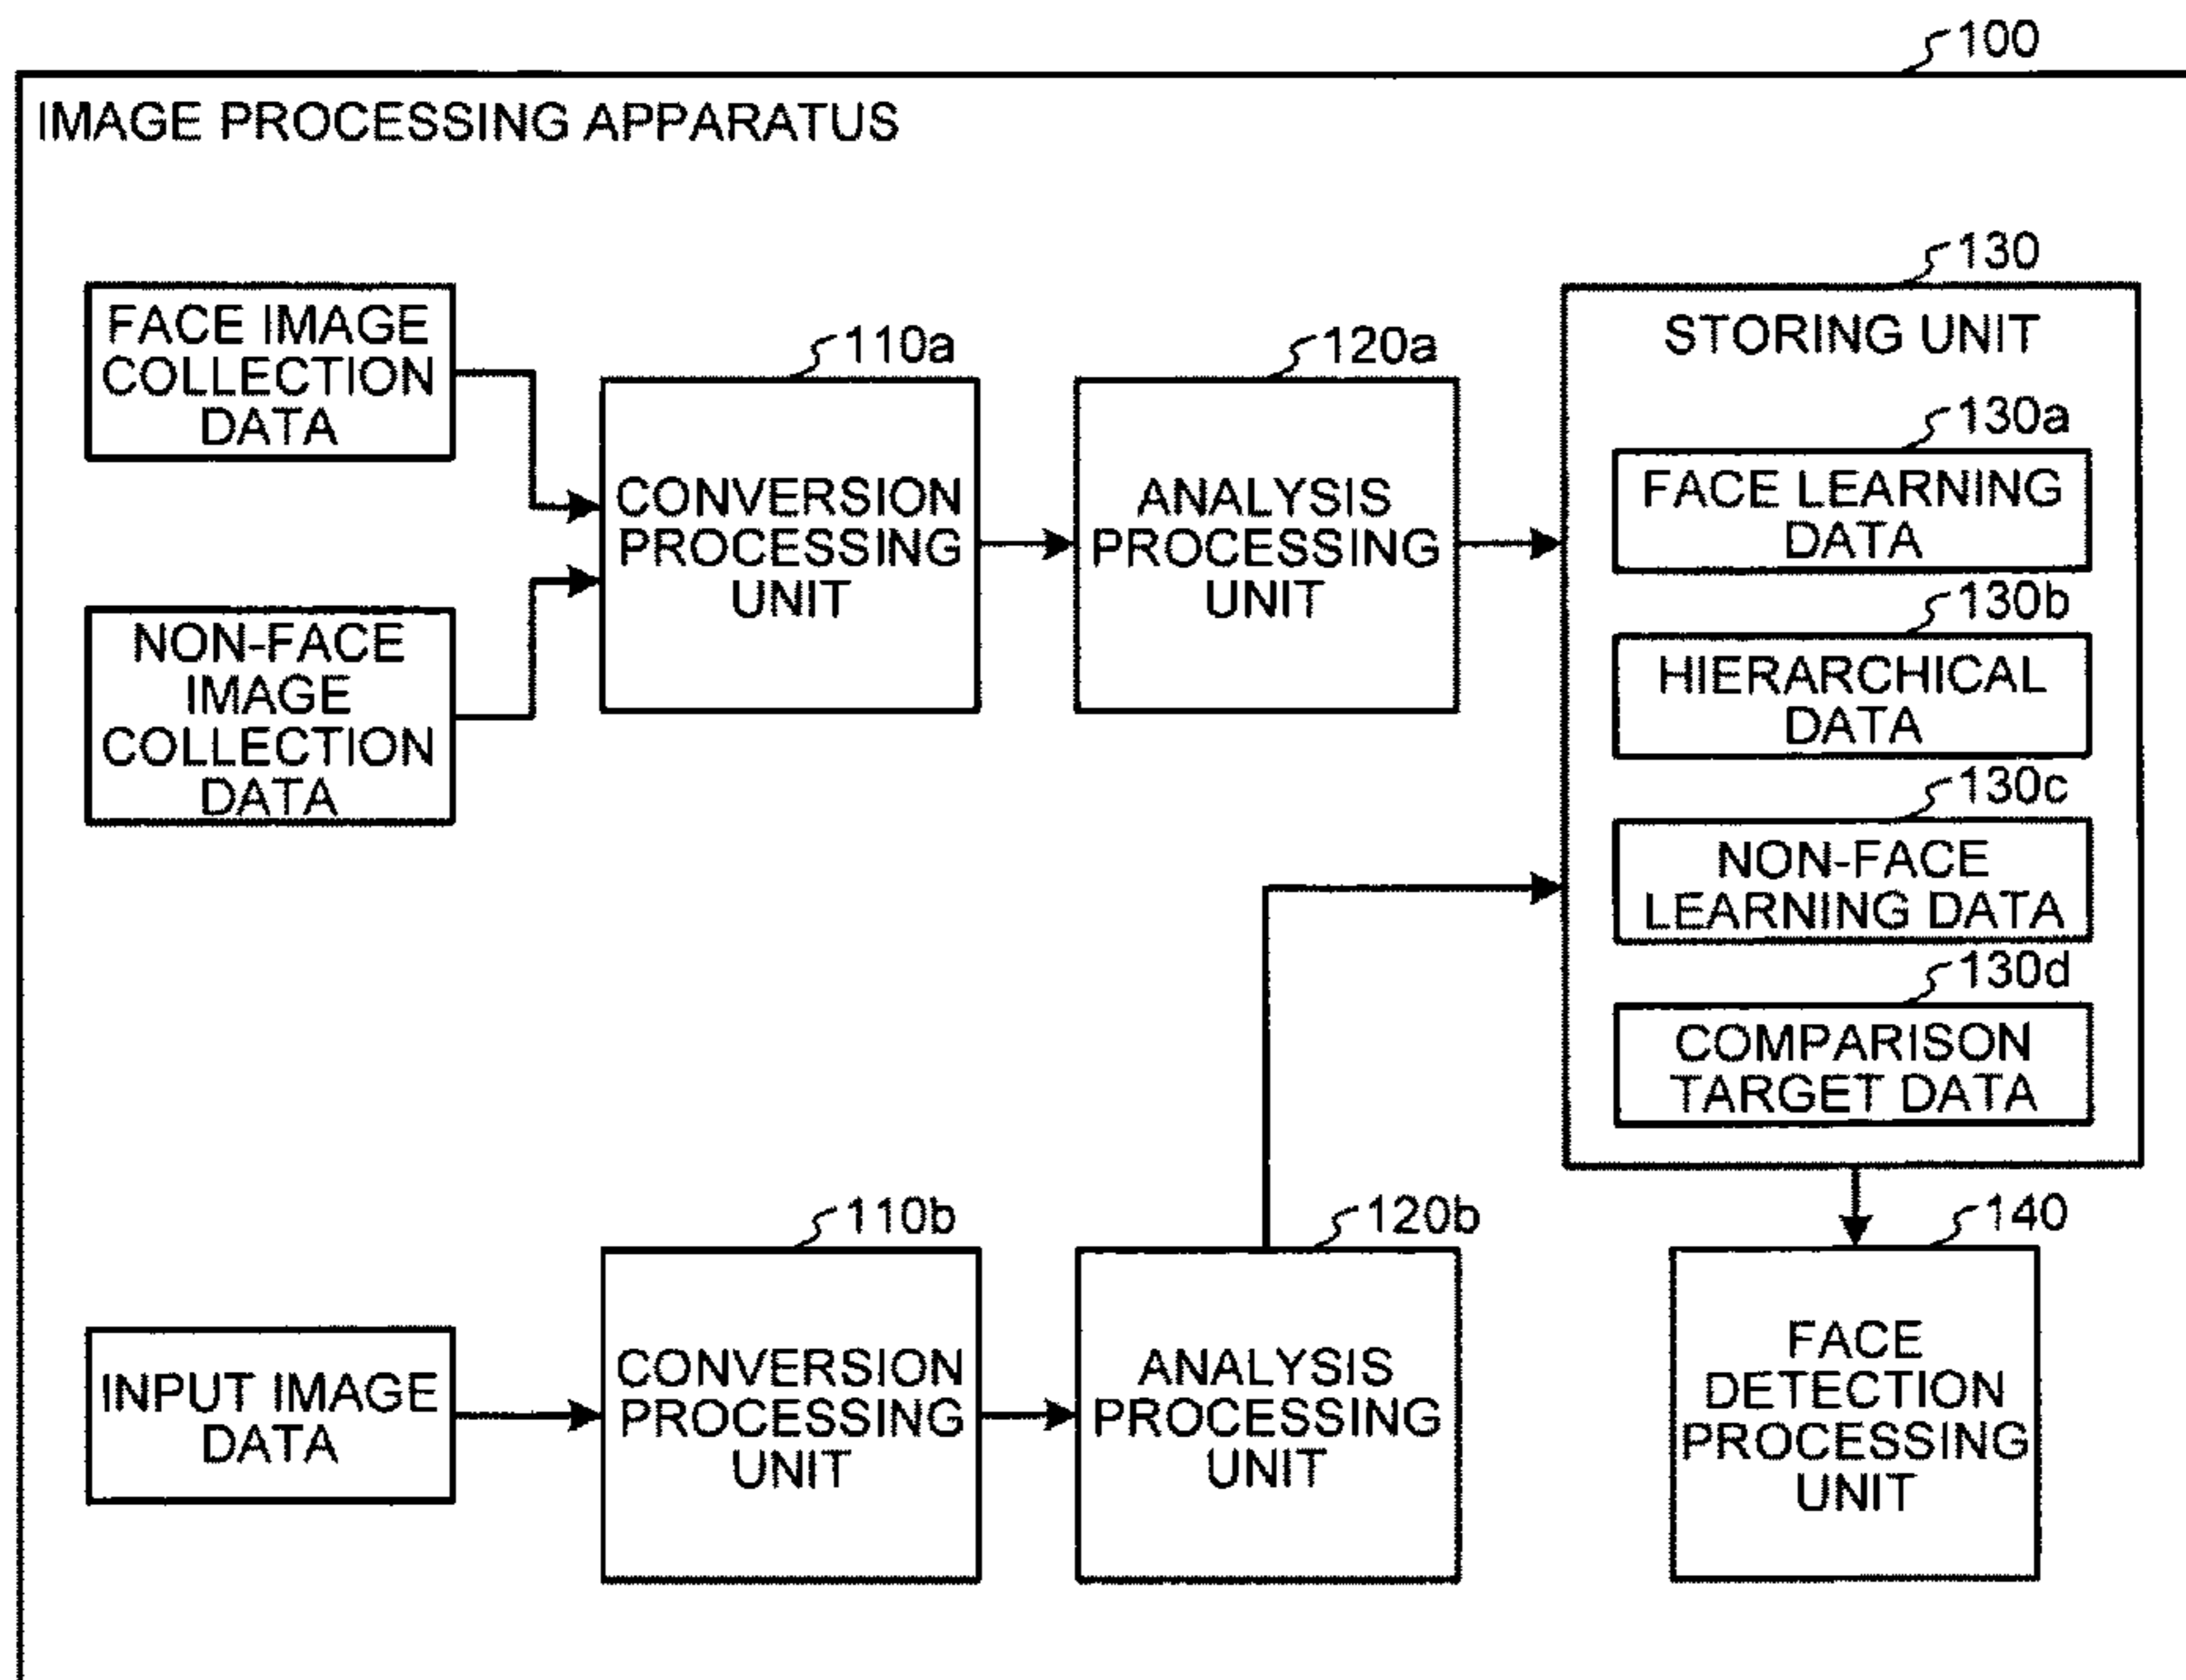 100
IMAGE PROCESSING APPARATUS
FACE IMAGE
COLLECTION
DATA
NON-FACE
IMAGE
COLLECTION
DATA
110a
CONVERSION
PROCESSING
UNIT
120a
ANALYSIS
PROCESSING
UNIT
130
STORING UNIT
130a
FACE LEARNING
DATA
130b
HIERARCHICAL
DATA
130c
NON-FACE
LEARNING DATA
130d
COMPARISON
TARGET DATA
INPUT IMAGE
DATA
110b
CONVERSION
PROCESSING
UNIT
120b
ANALYSIS
PROCESSING
UNIT
140
FACE
DETECTION
PROCESSING
UNIT